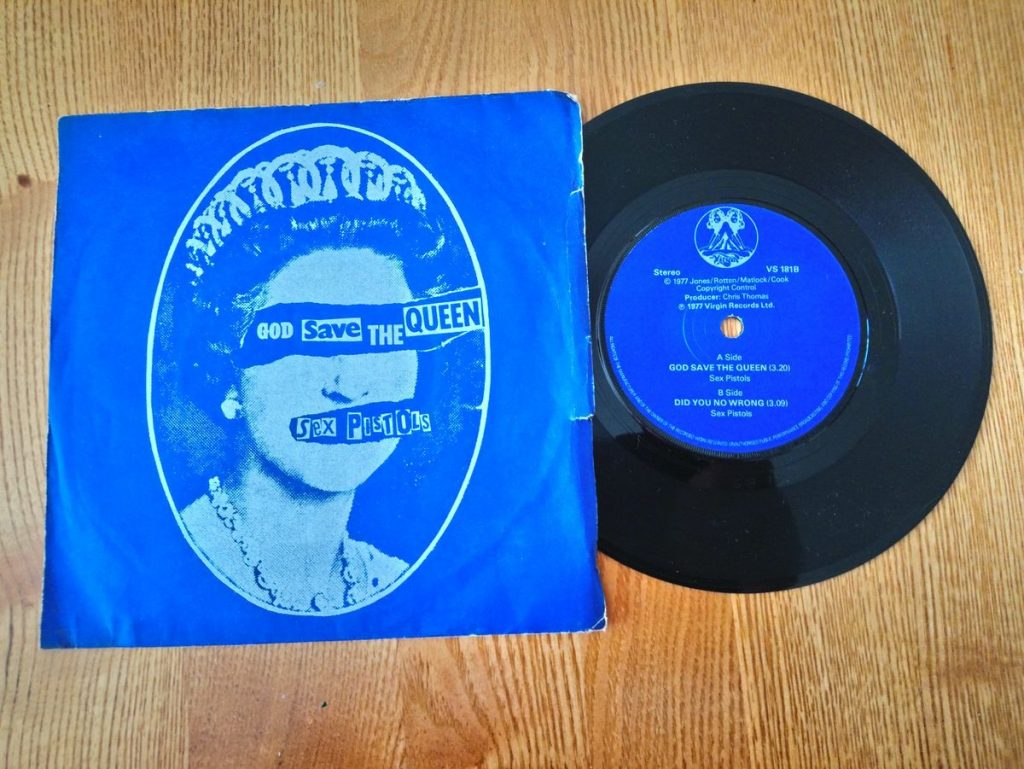 GOD Save THE QUEEN
Sex PISTOLS
Virgin
Stereo VS 181B
© 1977 Jones/Rotten/Matlock/Cook
Copyright Control
Producer: Chris Thomas
℗ 1977 Virgin Records Ltd.
A Side
GOD SAVE THE QUEEN (3.20)
Sex Pistols
B Side
DID YOU NO WRONG (3.09)
Sex Pistols